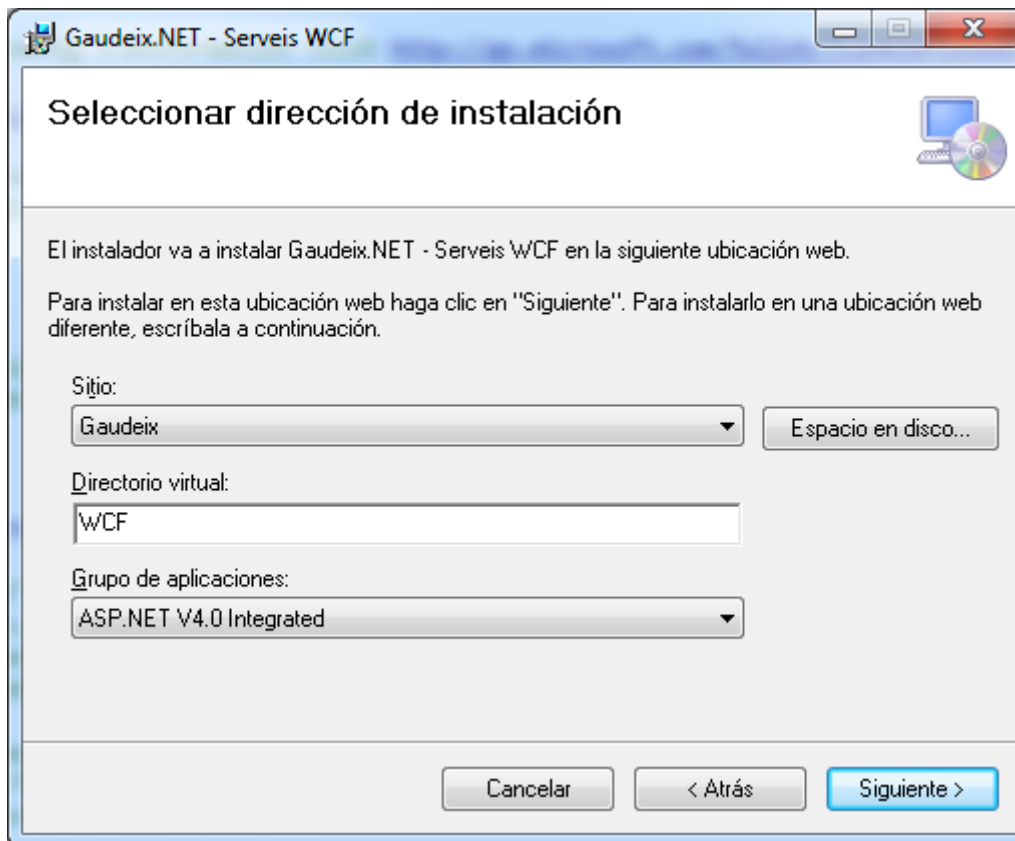 Gaudeix.NET - Serveis WCF
Seleccionar dirección de instalación
El instalador va a instalar Gaudeix.NET - Serveis WCF en la siguiente ubicación web.
Para instalar en esta ubicación web haga clic en "Siguiente". Para instalarlo en una ubicación web
diferente, escríbala a continuación.
Sitio:
Gaudeix
Espacio en disco...
Directorio virtual:
WCF
Grupo de aplicaciones:
ASP.NET V4.0 Integrated
Cancelar
< Atrás
Siguiente >